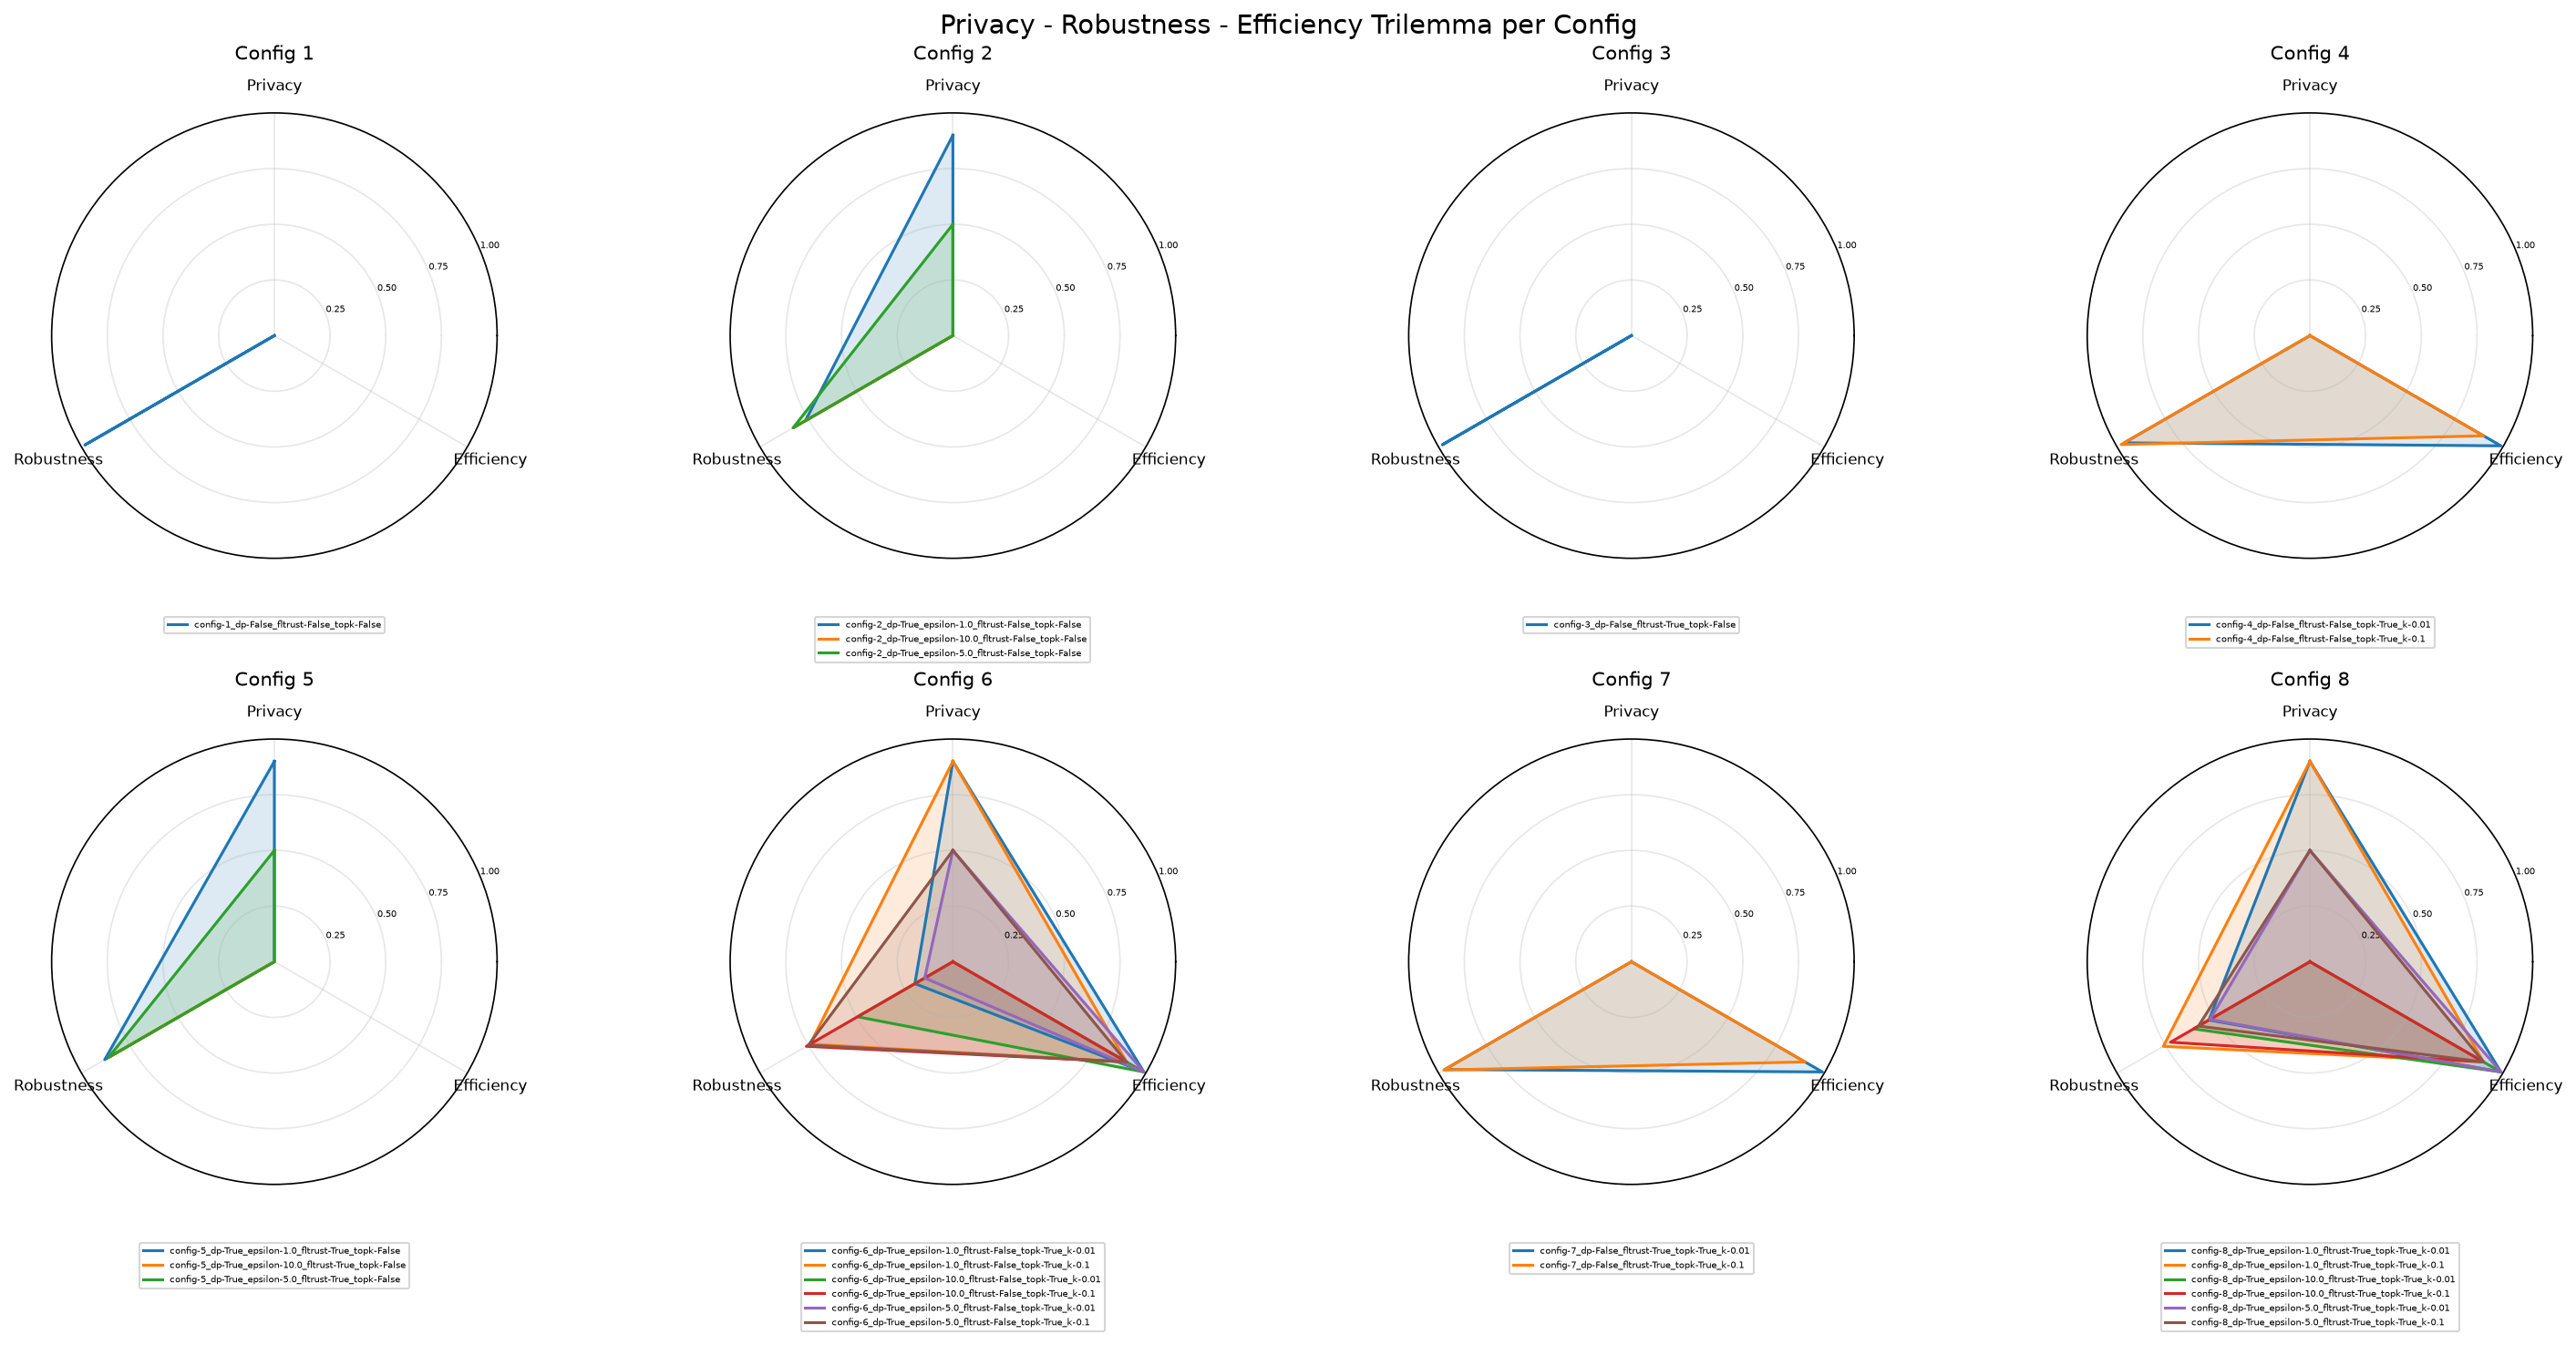 Privacy - Robustness - Efficiency Trilemma per Config
Config 1
Privacy
1.00
0.75
0.50
0.25
Robustness
Efficiency
config-1_dp-False_fltrust-False_topk-False
Config 2
Privacy
1.00
0.75
0.50
0.25
Robustness
Efficiency
config-2_dp-True_epsilon-1.0_fltrust-False_topk-False
config-2_dp-True_epsilon-10.0_fltrust-False_topk-False
config-2_dp-True_epsilon-5.0_fltrust-False_topk-False
Config 3
Privacy
1.00
0.75
0.50
0.25
Robustness
Efficiency
config-3_dp-False_fltrust-True_topk-False
Config 4
Privacy
1.00
0.75
0.50
0.25
Robustness
Efficiency
config-4_dp-False_fltrust-False_topk-True_k-0.01
config-4_dp-False_fltrust-False_topk-True_k-0.1
Config 5
Privacy
1.00
0.75
0.50
0.25
Robustness
Efficiency
config-5_dp-True_epsilon-1.0_fltrust-True_topk-False
config-5_dp-True_epsilon-10.0_fltrust-True_topk-False
config-5_dp-True_epsilon-5.0_fltrust-True_topk-False
Config 6
Privacy
1.00
0.75
0.50
0.25
Robustness
Efficiency
config-6_dp-True_epsilon-1.0_fltrust-False_topk-True_k-0.01
config-6_dp-True_epsilon-1.0_fltrust-False_topk-True_k-0.1
config-6_dp-True_epsilon-10.0_fltrust-False_topk-True_k-0.01
config-6_dp-True_epsilon-10.0_fltrust-False_topk-True_k-0.1
config-6_dp-True_epsilon-5.0_fltrust-False_topk-True_k-0.01
config-6_dp-True_epsilon-5.0_fltrust-False_topk-True_k-0.1
Config 7
Privacy
1.00
0.75
0.50
0.25
Robustness
Efficiency
config-7_dp-False_fltrust-True_topk-True_k-0.01
config-7_dp-False_fltrust-True_topk-True_k-0.1
Config 8
Privacy
1.00
0.75
0.50
0.25
Robustness
Efficiency
config-8_dp-True_epsilon-1.0_fltrust-True_topk-True_k-0.01
config-8_dp-True_epsilon-1.0_fltrust-True_topk-True_k-0.1
config-8_dp-True_epsilon-10.0_fltrust-True_topk-True_k-0.01
config-8_dp-True_epsilon-10.0_fltrust-True_topk-True_k-0.1
config-8_dp-True_epsilon-5.0_fltrust-True_topk-True_k-0.01
config-8_dp-True_epsilon-5.0_fltrust-True_topk-True_k-0.1